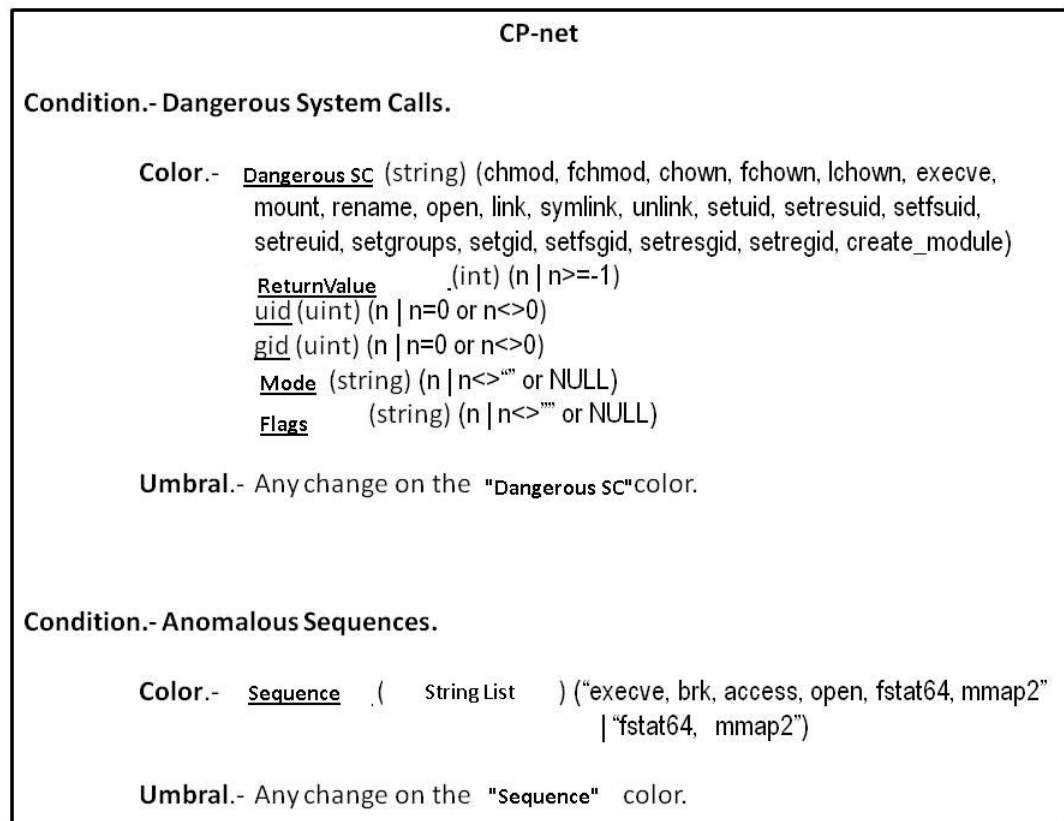 CP-net
Condition.- Dangerous System Calls.
Color.- Dangerous SC (string) (chmod, fchmod, chown, fchown, lchown, execve,
mount, rename, open, link, symlink, unlink, setuid, setresuid, setfsuid,
setreuid, setgroups, setgid, setfsgid, setresgid, setregid, create_module)
ReturnValue .(int) (n | n>=-1)
uid (uint) (n | n=0 or n<>0)
gid (uint) (n | n=0 or n<>0)
Mode (string) (n | n<>“” or NULL)
Flags (string) (n | n<>”” or NULL)
Umbral.- Any change on the "Dangerous SC" color.
Condition.- Anomalous Sequences.
Color.- Sequence .( String List ) (“execve, brk, access, open, fstat64, mmap2”
| “fstat64, mmap2”)
Umbral.- Any change on the "Sequence" color.